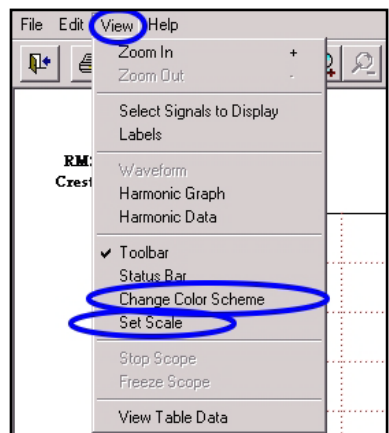 File Edit View Help
Zoom In +
Zoom Out -
Select Signals to Display
Labels
RM
Crest
Waveform
Harmonic Graph
Harmonic Data
Toolbar
Status Bar
Change Color Scheme
Set Scale
Stop Scope
Freeze Scope
View Table Data